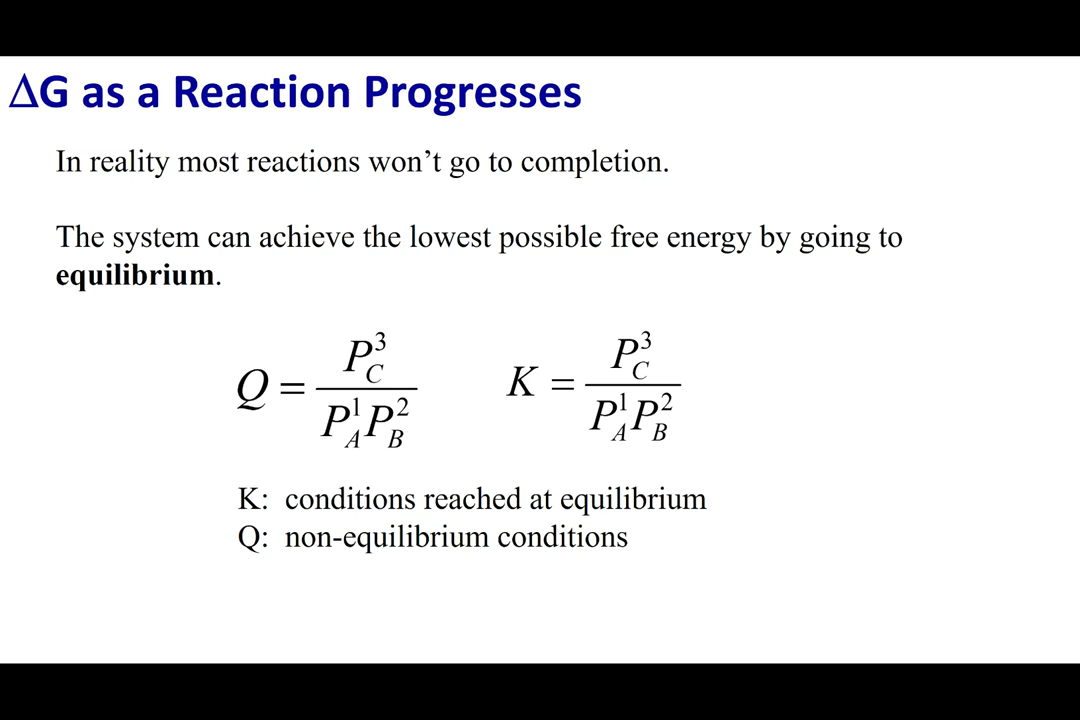 ΔG as a Reaction Progresses
In reality most reactions won’t go to completion.
The system can achieve the lowest possible free energy by going to
equilibrium.
Q = P_C^3 / P_A^1 P_B^2    K = P_C^3 / P_A^1 P_B^2
K: conditions reached at equilibrium
Q: non-equilibrium conditions